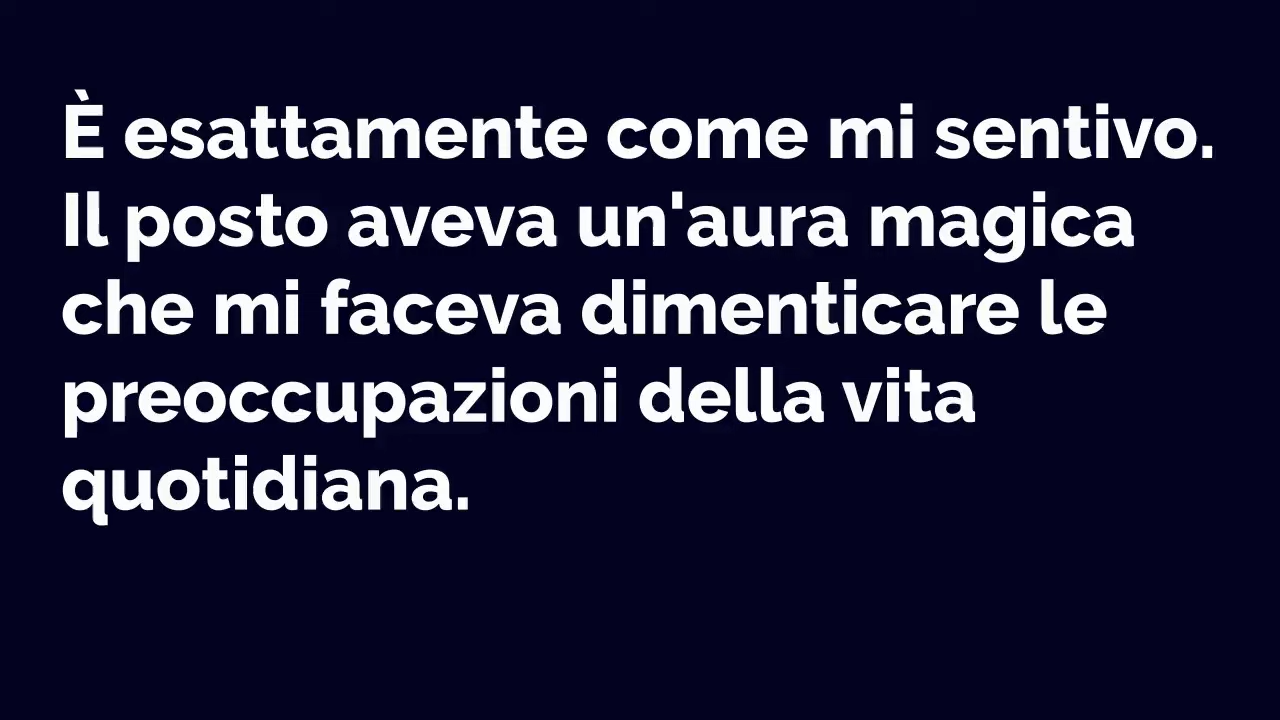 È esattamente come mi sentivo.
Il posto aveva un'aura magica
che mi faceva dimenticare le
preoccupazioni della vita
quotidiana.